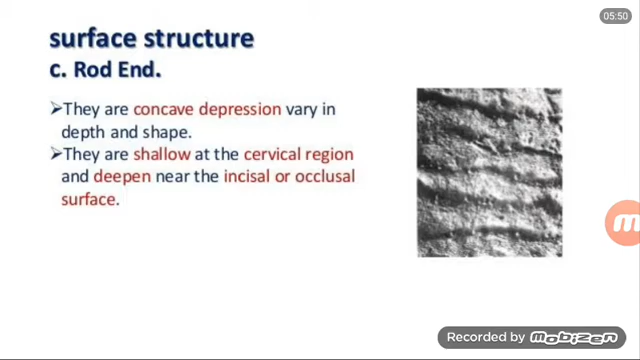 05:50
surface structure
c. Rod End.
➢They are concave depression vary in
depth and shape.
➢They are shallow at the cervical region
and deepen near the incisal or occlusal
surface.
Recorded by mobizen